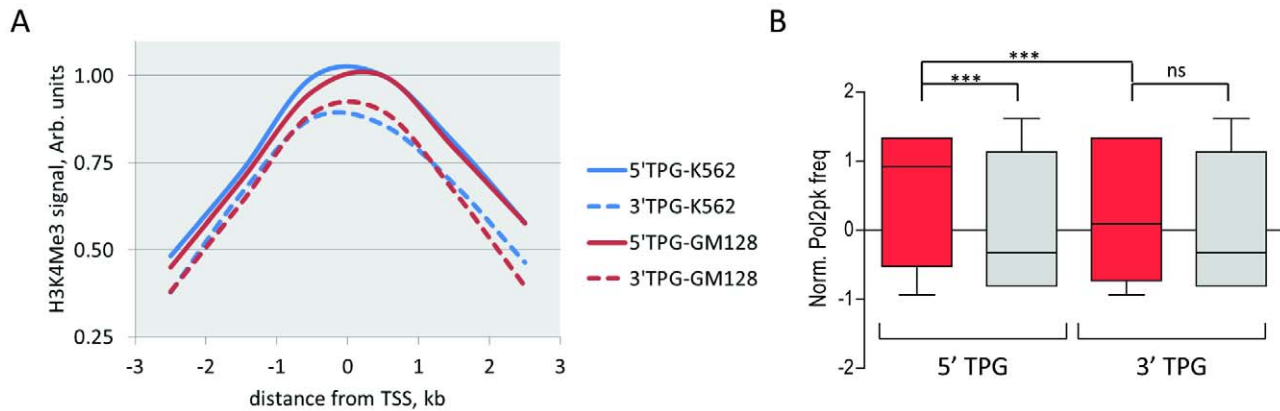 A
H3K4Me3 signal, Arb. units
1.00
0.75
0.50
0.25
-3 -2 -1 0 1 2 3
distance from TSS, kb
5'TPG-K562
3'TPG-K562
5'TPG-GM128
3'TPG-GM128
B
Norm. Pol2pk freq
2
1
0
-1
-2
***
***
ns
5' TPG 3' TPG